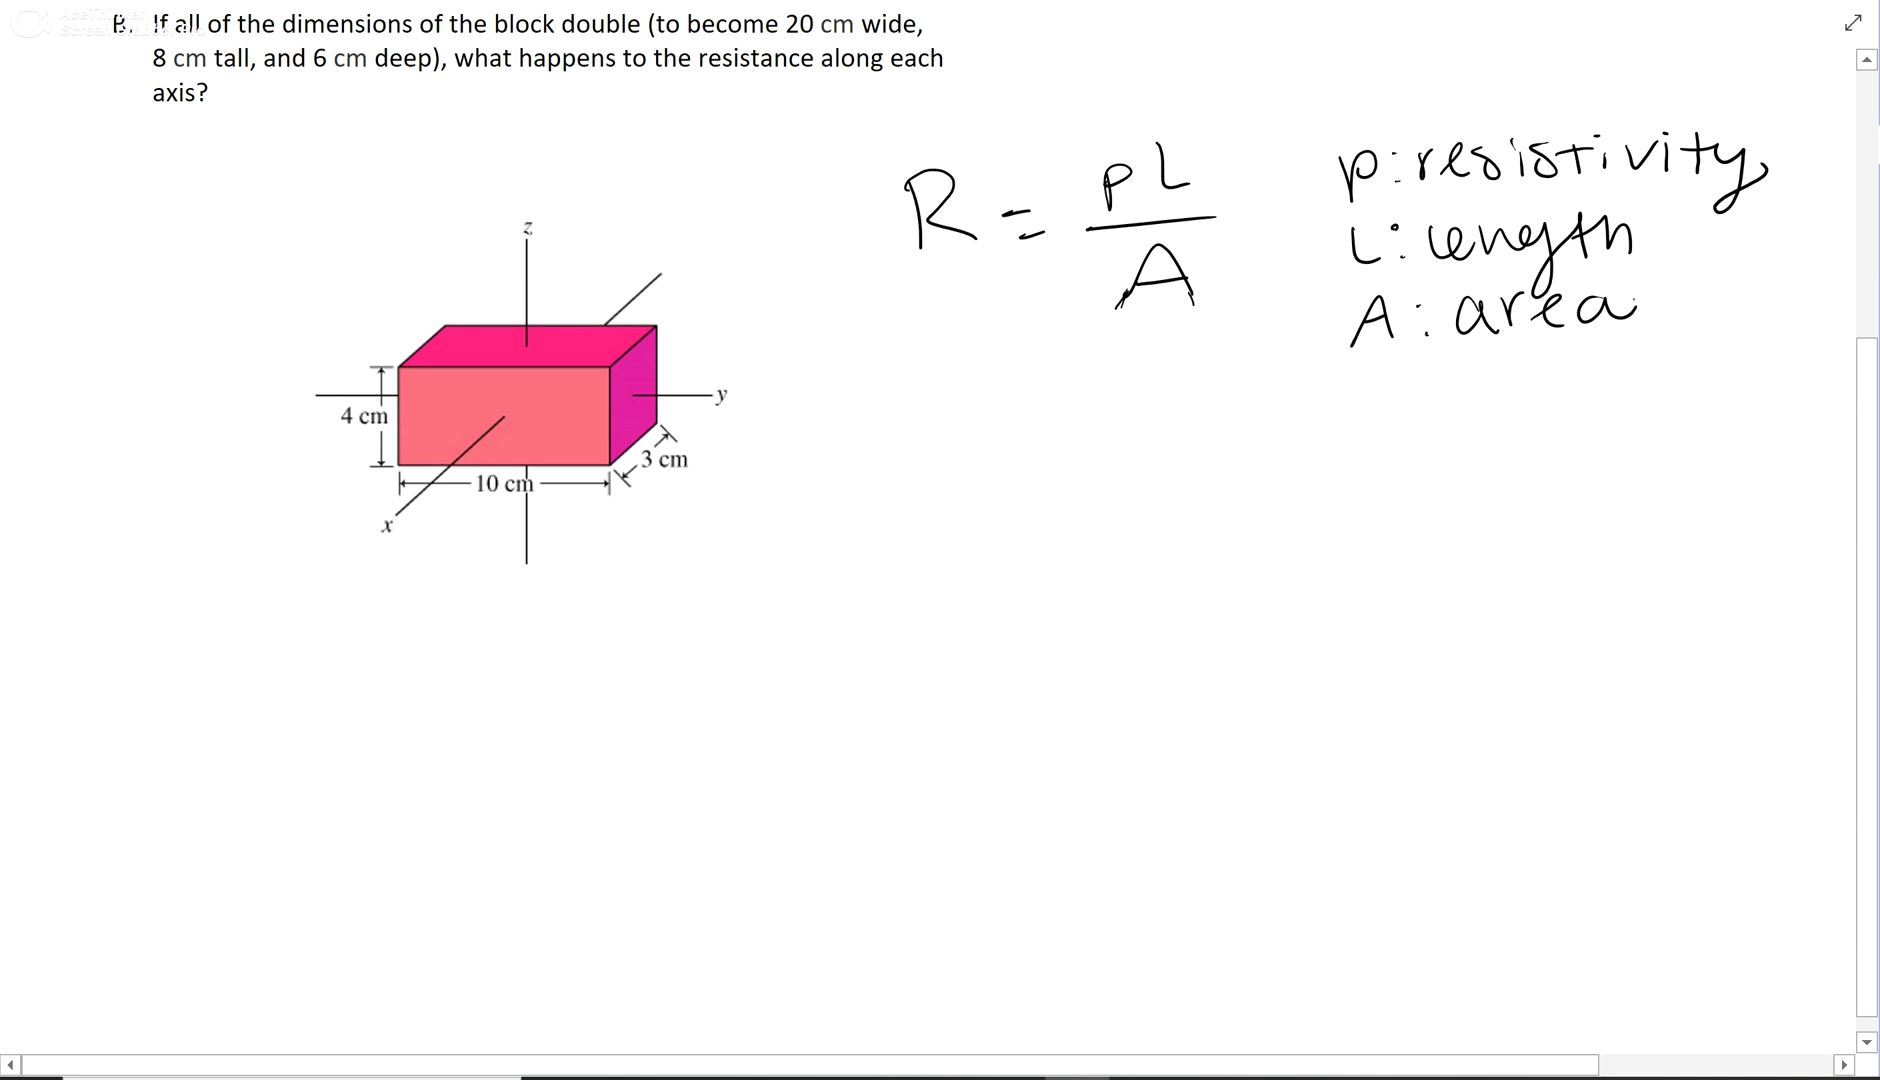 B. If all of the dimensions of the block double (to become 20 cm wide,
8 cm tall, and 6 cm deep), what happens to the resistance along each
axis?
R = ρL / A
ρ: resistivity
L: length
A: area
z
y
4 cm
3 cm
10 cm
x